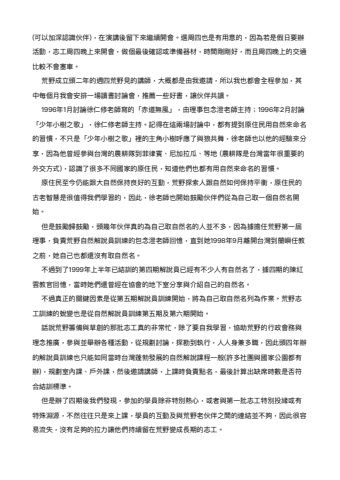 (可以加深認識伙伴)，在演講後留下來繼續開會。選周四也是有用意的，因為若是假日要辦
活動，志工周四晚上來開會，做個最後確認或準備器材，時間剛剛好，而且周四晚上的交通
比較不會塞車。
荒野成立頭二年的週四荒野見的講師，大概都是由我邀請，所以我也都會全程參加，其
中每個月我會安排一場讀書討論會，推薦一些好書，讓伙伴共讀。
1996年1月討論徐仁修老師寫的「赤道無風」，由理事包念澄老師主持；1996年2月討論
「少年小樹之歌」，徐仁修老師主持。記得在這兩場討論中，都有提到原住民用自然來命名
的習慣，不只是「少年小樹之歌」裡的主角小樹呼應了與狼共舞，徐老師也以他的經驗來分
享，因為他曾經參與台灣的農耕隊到菲律賓、尼加拉瓜、等地 (農耕隊是台灣當年很重要的
外交方式)，認識了很多不同國家的原住民，知道他們也都有用自然來命名的習慣。
原住民至今仍能跟大自然保持良好的互動，荒野探索人跟自然如何保持平衡，原住民的
古老智慧是很值得我們學習的，因此，徐老師也開始鼓勵伙伴們從為自己取一個自然名開
始。
但是鼓勵歸鼓勵，頭幾年伙伴真的為自己取自然名的人並不多，因為據擔任荒野第一屆
理事，負責荒野自然解說員訓練的包念澄老師回憶，直到她1998年9月離開台灣到蘭嶼任教
之前，她自己也都還沒有取自然名。
不過到了1999年上半年已結訓的第四期解說員已經有不少人有自然名了，據四期的陳紅
雲教官回憶，當時她們還曾經在協會的地下室分享與介紹自己的自然名。
不過真正的關鍵因素是從第五期解說員訓練開始，將為自己取自然名列為作業。荒野志
工訓練的蛻變也是從自然解說員訓練第五期及第六期開始。
話說荒野籌備與草創的那批志工真的非常忙，除了要自我學習，協助荒野的行政會務與
理念推廣，參與並舉辦各種活動，從規劃討論、探勘到執行，人人身兼多職，因此頭四年辦
的解說員訓練也只能如同當時台灣蓬勃發展的自然解說課程一般(許多社團與國家公園都有
辦)，規劃室內課、戶外課，然後邀請講師，上課時負責點名，最後計算出缺席時數是否符
合結訓標準。
但是辦了四期後我們發現，參加的學員除非特別熱心，或者與第一批志工特別投緣或有
特殊淵源，不然往往只是來上課，學員的互動及與荒野老伙伴之間的連結並不夠，因此很容
易流失，沒有足夠的拉力讓他們持續留在荒野變成長期的志工。